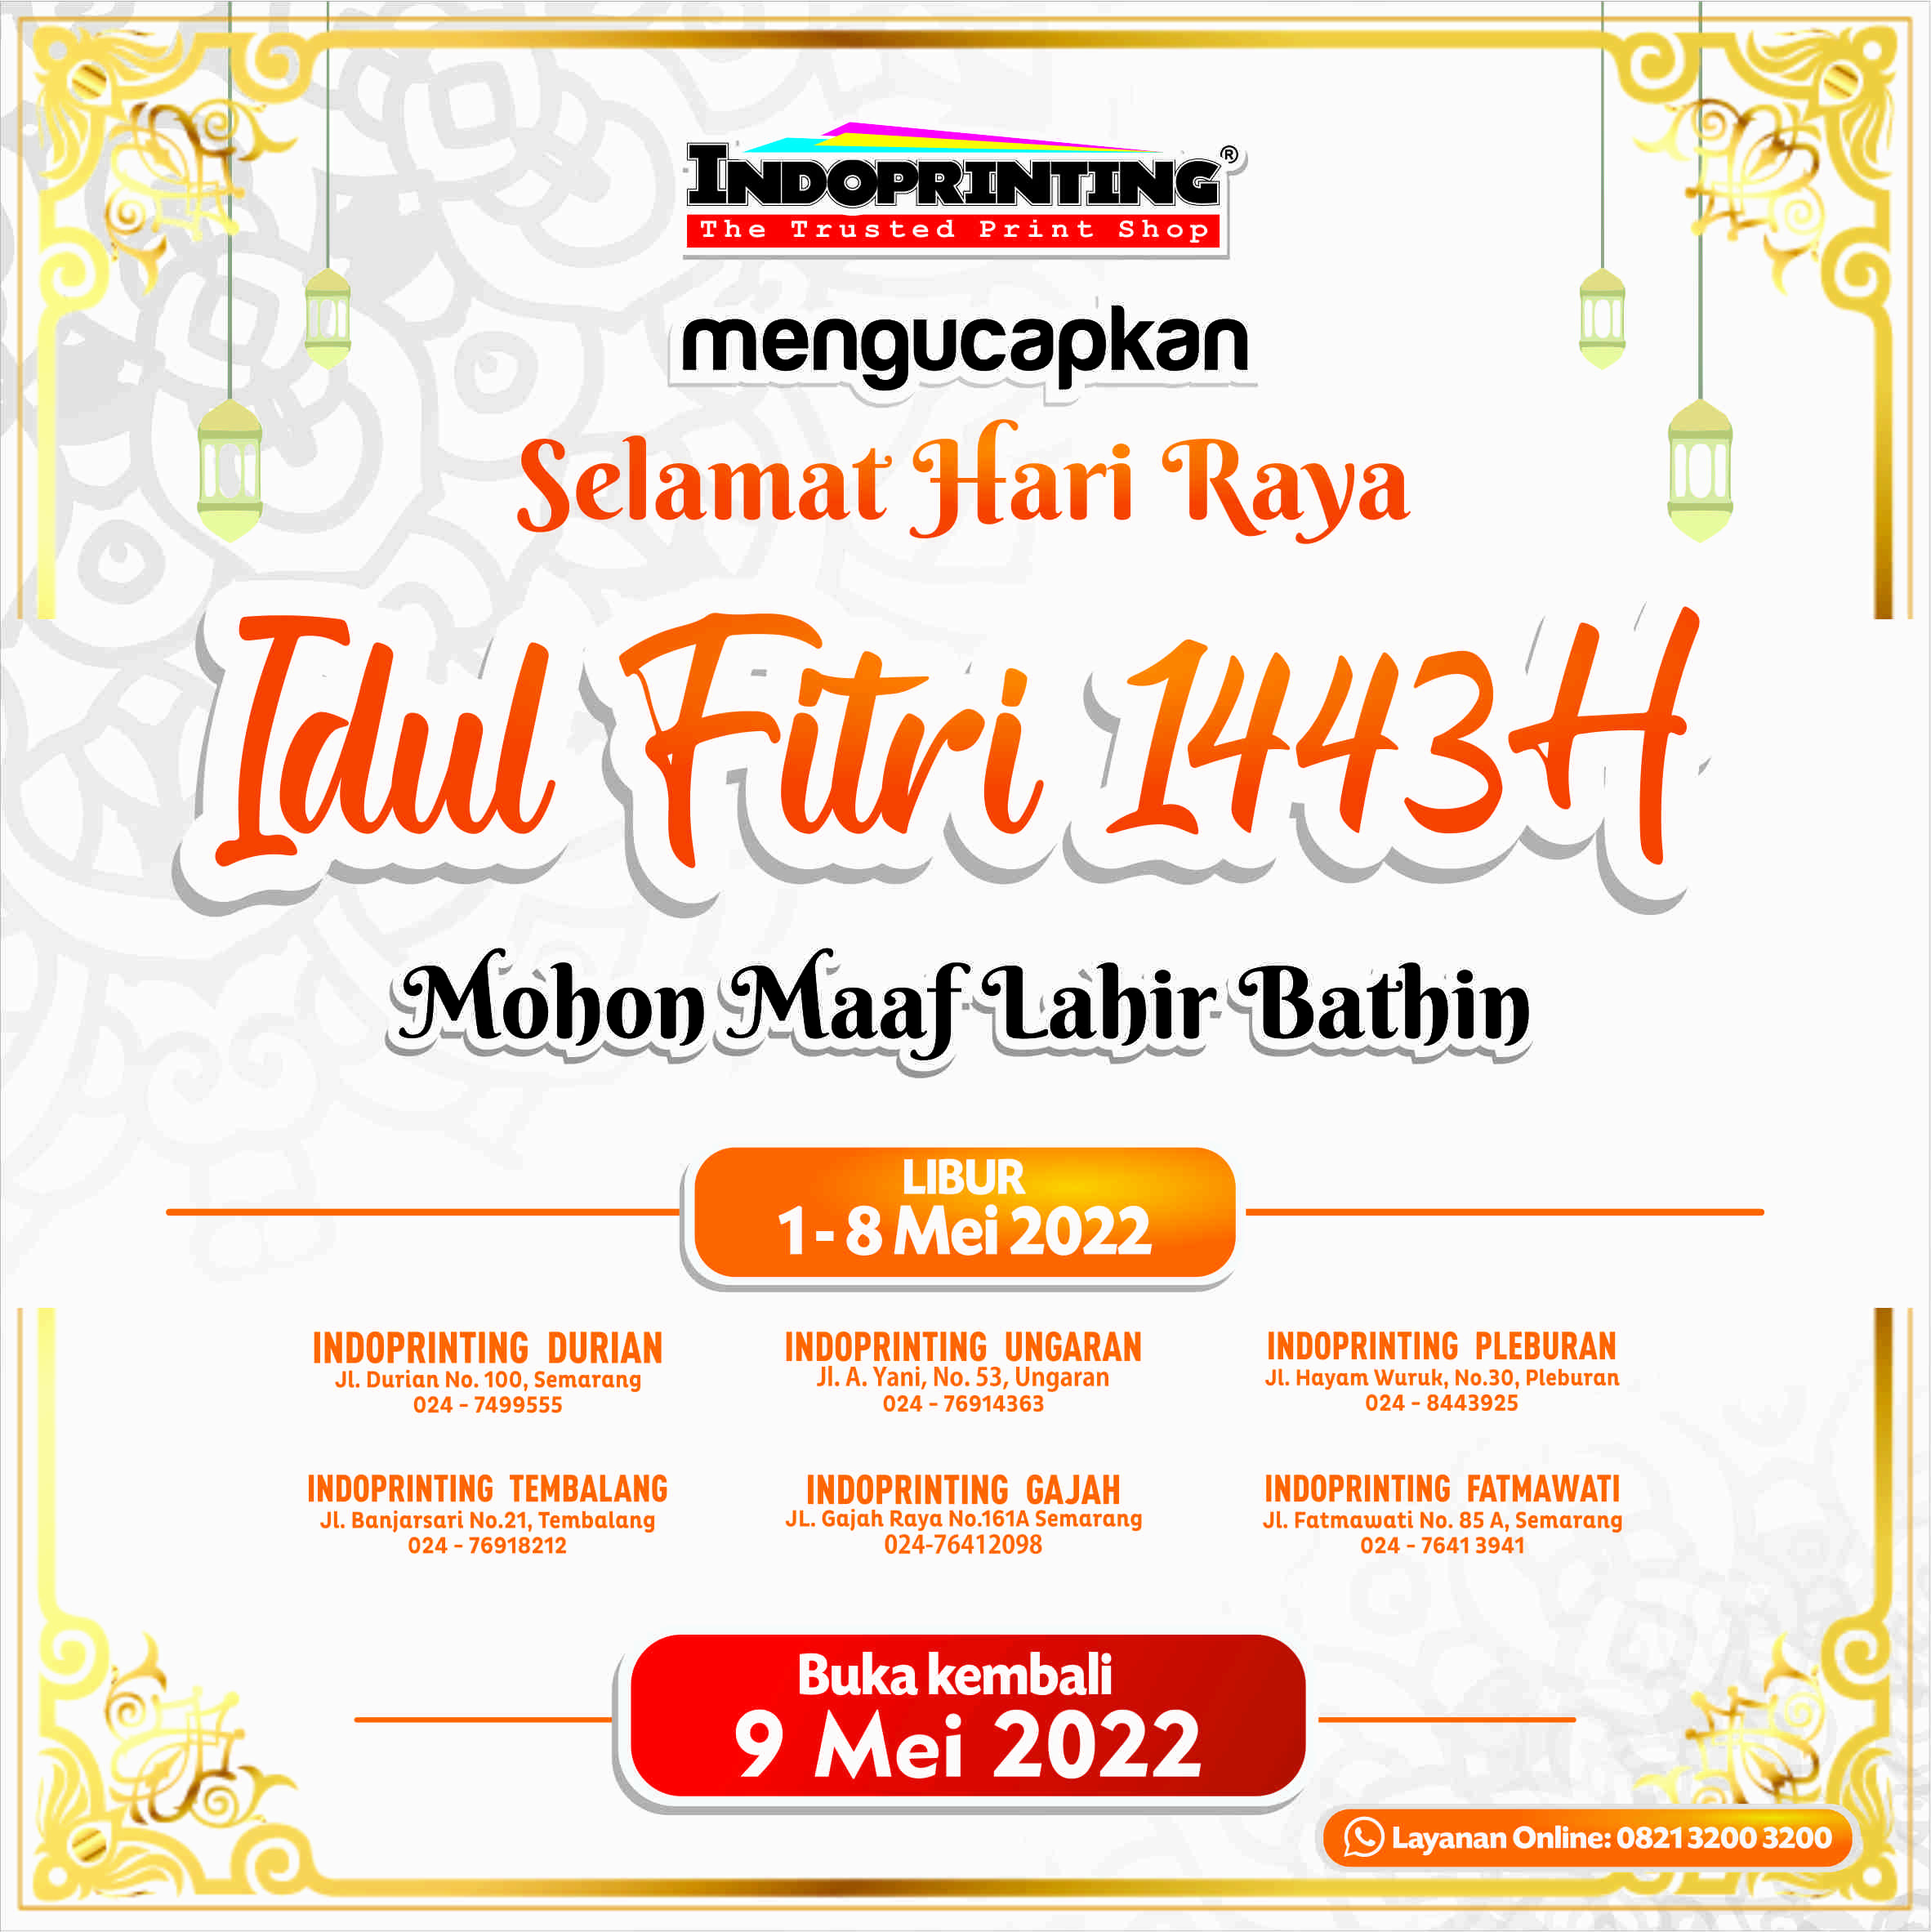 INDOPRINTING®
The Trusted Print Shop
mengucapkan
Selamat Hari Raya
Idul Fitri 1443H
Mohon Maaf Lahir Bathin
LIBUR
1 - 8 Mei 2022
INDOPRINTING DURIAN
Jl. Durian No. 100, Semarang
024 - 7499555
INDOPRINTING UNGARAN
Jl. A. Yani, No. 53, Ungaran
024 - 76914363
INDOPRINTING PLEBURAN
Jl. Hayam Wuruk, No.30, Pleburan
024 - 8443925
INDOPRINTING TEMBALANG
Jl. Banjarsari No.21, Tembalang
024 - 76918212
INDOPRINTING GAJAH
JL. Gajah Raya No.161A Semarang
024-76412098
INDOPRINTING FATMAWATI
Jl. Fatmawati No. 85 A, Semarang
024 - 7641 3941
Buka kembali
9 Mei 2022
Layanan Online: 0821 3200 3200